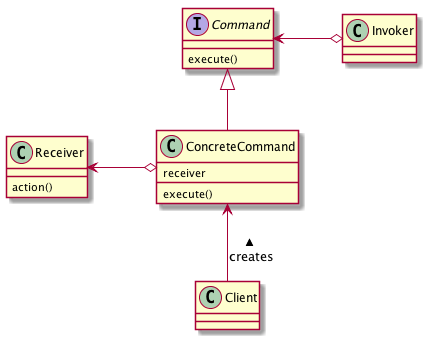 I Command
execute()
C Invoker
C Receiver
action()
C ConcreteCommand
receiver
execute()
creates
C Client